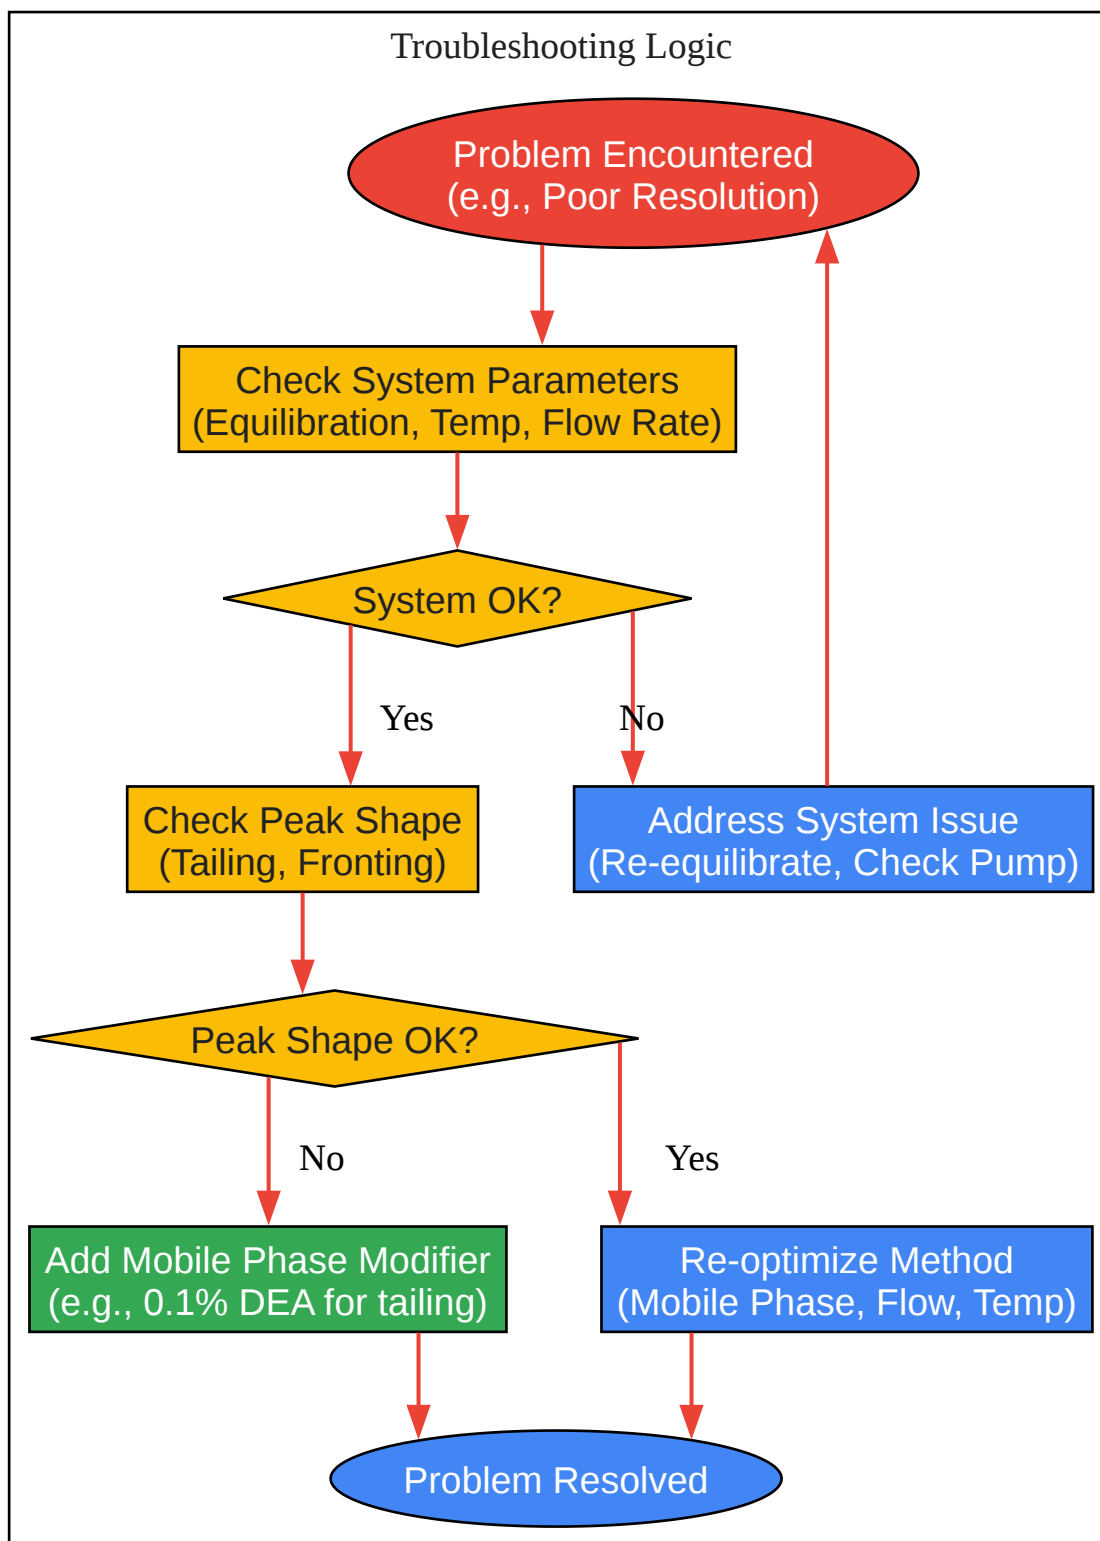 Troubleshooting Logic
Problem Encountered
(e.g., Poor Resolution)
Check System Parameters
(Equilibration, Temp, Flow Rate)
System OK?
Yes
No
Check Peak Shape
(Tailing, Fronting)
Address System Issue
(Re-equilibrate, Check Pump)
Peak Shape OK?
No
Yes
Add Mobile Phase Modifier
(e.g., 0.1% DEA for tailing)
Re-optimize Method
(Mobile Phase, Flow, Temp)
Problem Resolved